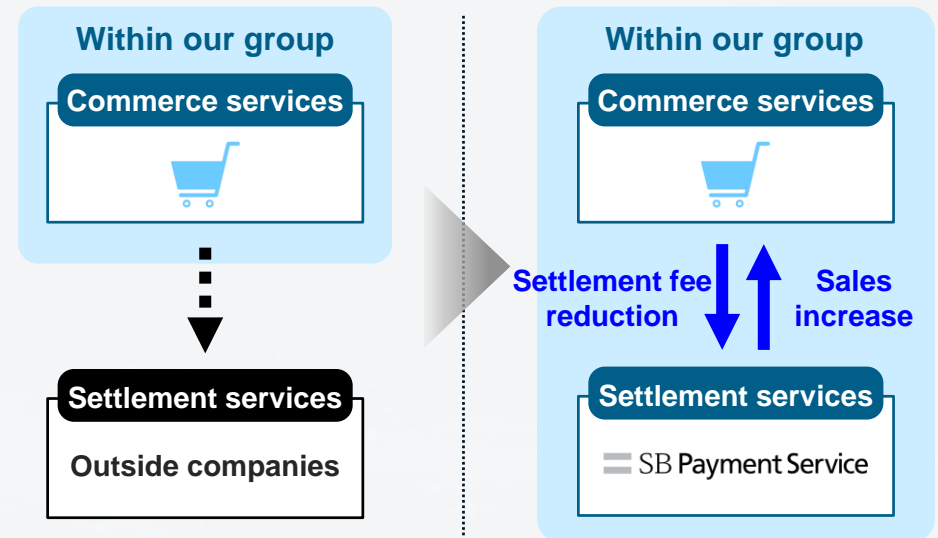 Within our group
Commerce services
Settlement services
Outside companies
Within our group
Commerce services
Settlement fee
reduction
Sales
increase
Settlement services
SB Payment Service